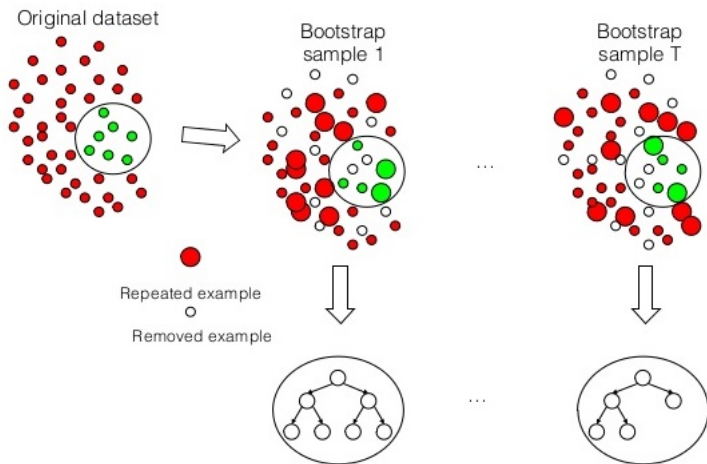 Original dataset
Bootstrap
sample 1
Bootstrap
sample T
...
Repeated example
Removed example
...